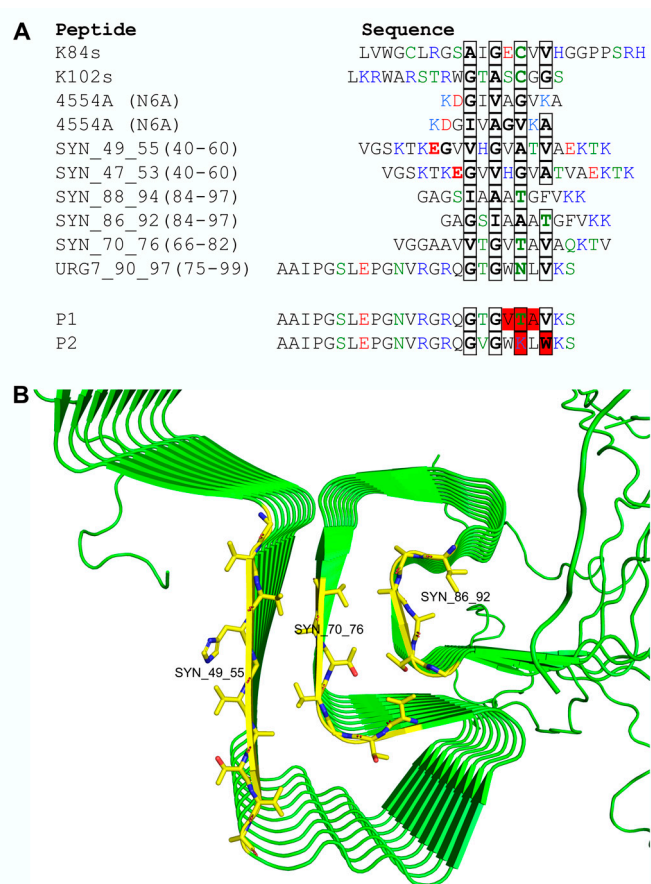 A
Peptide Sequence
K84s LVWGCLRGSAIGECVVHGGPPSRH
K102s LKRWARSTRWGTASCGGS
4554A (N6A) KDGIVAGVKA
4554A (N6A) KDGIVAGVKA
SYN_49_55(40-60) VGSKTKEGVVHGVATVAEKTK
SYN_47_53(40-60) VGSKTKEGVVHGVATVAEKTK
SYN_88_94(84-97) GAGSIAAATGFVKK
SYN_86_92(84-97) GAGSIAAATGFVKK
SYN_70_76(66-82) VGGAAVVTGVTAVAQKTV
URG7_90_97(75-99) AAIPGSLEPGNVRGRQGTGWNLVKS
P1 AAIPGSLEPGNVRGRQGTGVTAVKS
P2 AAIPGSLEPGNVRGRQGVGWKLWKS
B
SYN_86_92
SYN_70_76
SYN_49_55